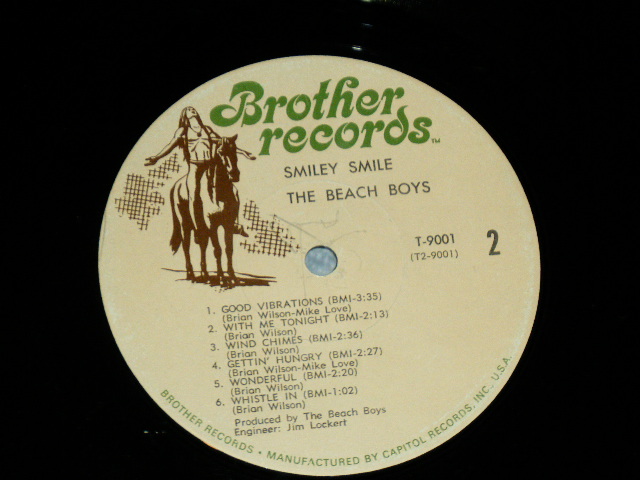 Brother
records™
SMILEY SMILE
THE BEACH BOYS
T-9001
(T2-9001)
2
1. GOOD VIBRATIONS (BMI-3:35)
(Brian Wilson-Mike Love)
2. WITH ME TONIGHT (BMI-2:13)
(Brian Wilson)
3. WIND CHIMES (BMI-2:36)
(Brian Wilson)
4. GETTIN' HUNGRY (BMI-2:27)
(Brian Wilson-Mike Love)
5. WONDERFUL (BMI-2:20)
(Brian Wilson)
6. WHISTLE IN (BMI-1:02)
(Brian Wilson)
Produced by The Beach Boys
Engineer: Jim Lockert
BROTHER RECORDS • MANUFACTURED BY CAPITOL RECORDS, INC., U.S.A.